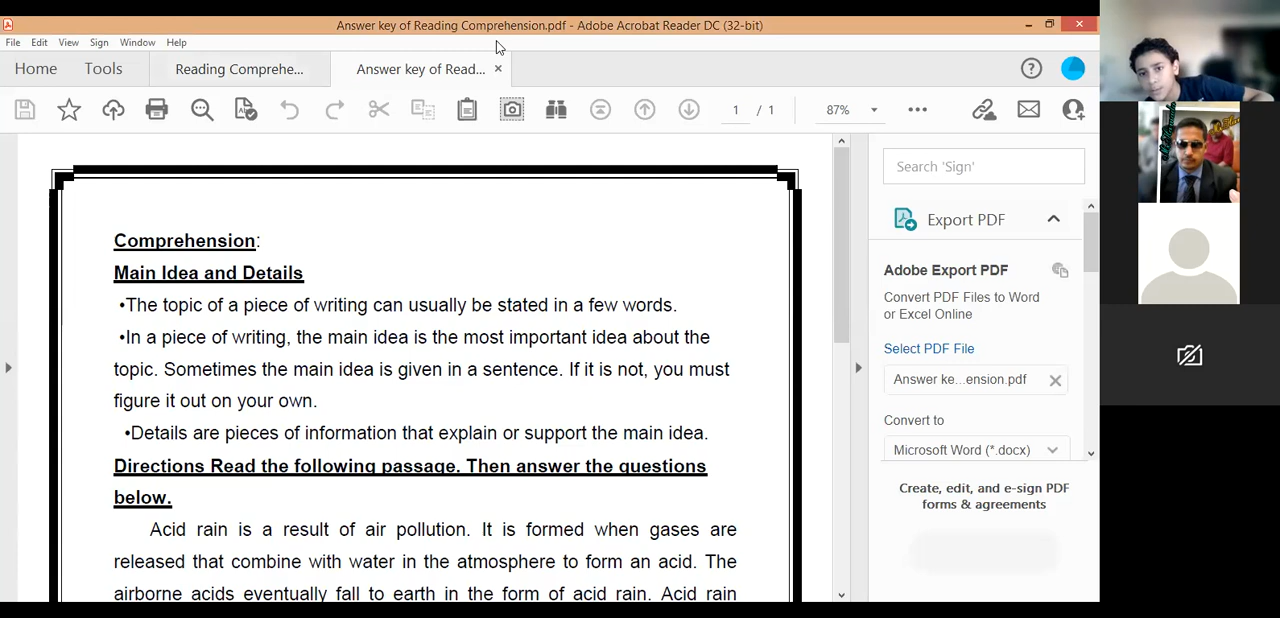 Answer key of Reading Comprehension.pdf - Adobe Acrobat Reader DC (32-bit)
File Edit View Sign Window Help
Home Tools Reading Comprehe... Answer key of Read... ×
1 / 1 87%
Search 'Sign'
Export PDF
Adobe Export PDF
Convert PDF Files to Word
or Excel Online
Select PDF File
Answer ke...ension.pdf
Convert to
Microsoft Word (*.docx)
Create, edit, and e-sign PDF
forms & agreements
Comprehension:
Main Idea and Details
•The topic of a piece of writing can usually be stated in a few words.
•In a piece of writing, the main idea is the most important idea about the
topic. Sometimes the main idea is given in a sentence. If it is not, you must
figure it out on your own.
•Details are pieces of information that explain or support the main idea.
Directions Read the following passage. Then answer the questions
below.
Acid rain is a result of air pollution. It is formed when gases are
released that combine with water in the atmosphere to form an acid. The
airborne acids eventually fall to earth in the form of acid rain. Acid rain